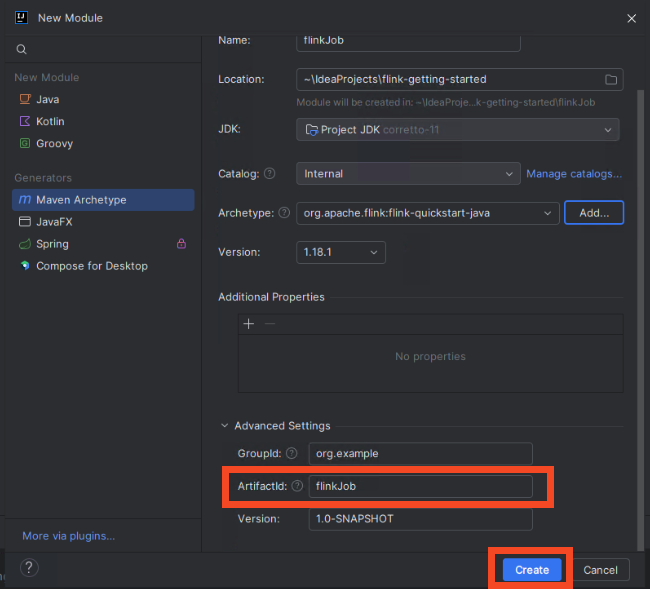 New Module
Name: flinkJob
New Module
Location: ~\IdeaProjects\flink-getting-started
Module will be created in: ~\IdeaProje...k-getting-started\flinkJob
Java
Kotlin
JDK: Project JDK corretto-11
Groovy
Catalog: ? Internal Manage catalogs...
Generators
Maven Archetype
Archetype: ? org.apache.flink:flink-quickstart-java Add...
JavaFX
Spring
Version: 1.18.1
Compose for Desktop
Additional Properties
No properties
Advanced Settings
GroupId: ? org.example
ArtifactId: ? flinkJob
Version: 1.0-SNAPSHOT
More via plugins...
? Create Cancel